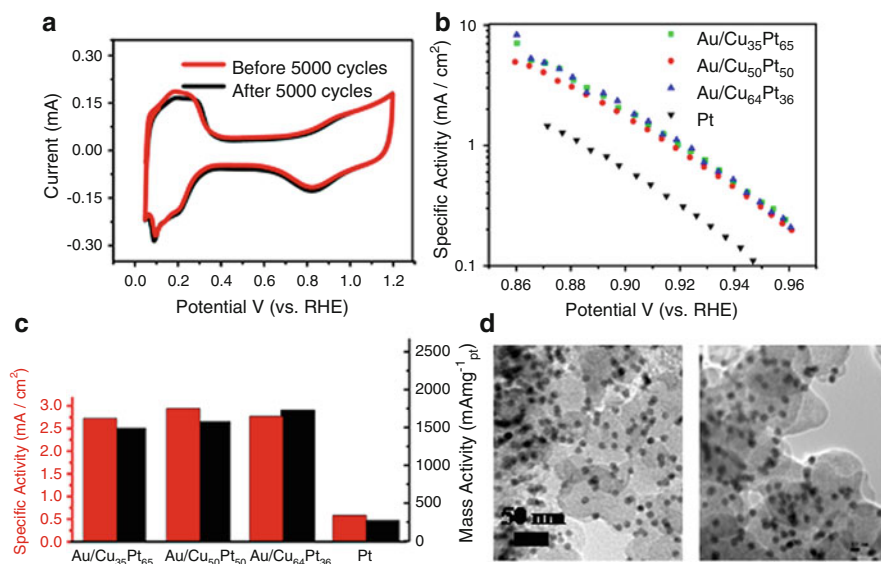 a
0.30
0.15
0.00
-0.15
-0.30
Current (mA)
Before 5000 cycles
After 5000 cycles
0.0 0.2 0.4 0.6 0.8 1.0 1.2
Potential V (vs. RHE)
b
10
1
0.1
Specific Activity (mA / cm²)
Au/Cu₃₅Pt₆₅
Au/Cu₅₀Pt₅₀
Au/Cu₆₄Pt₃₆
Pt
0.86 0.88 0.90 0.92 0.94 0.96
Potential V (vs. RHE)
c
3.0
2.5
2.0
1.5
1.0
0.5
0.0
Specific Activity (mA / cm²)
2500
2000
1500
1000
500
0
Mass Activity (mAmg⁻¹pt)
Au/Cu₃₅Pt₆₅ Au/Cu₅₀Pt₅₀ Au/Cu₆₄Pt₃₆ Pt
d
50 nm